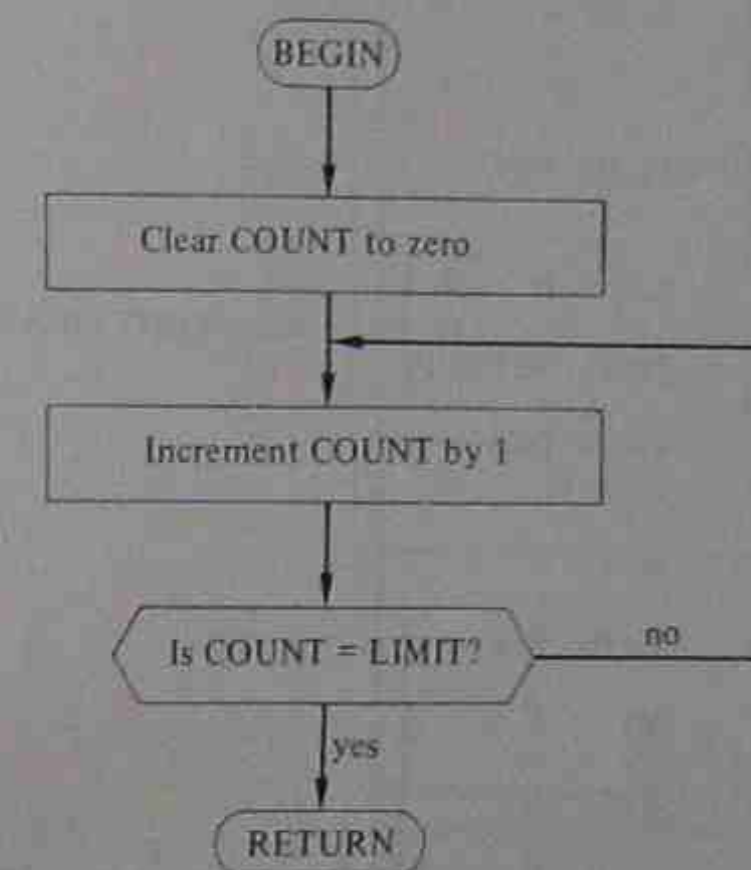 BEGIN
Clear COUNT to zero
Increment COUNT by 1
Is COUNT = LIMIT?
no
yes
RETURN